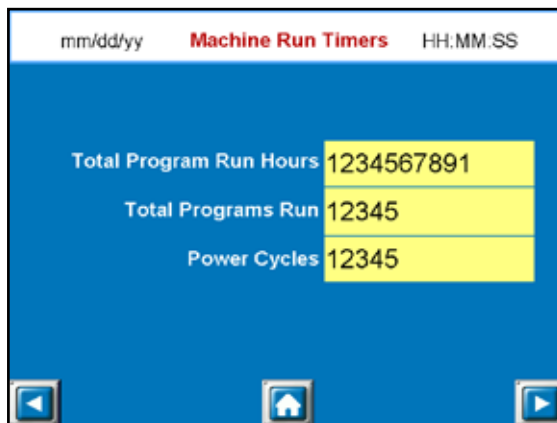 mm/dd/yy Machine Run Timers HH:MM:SS
Total Program Run Hours 1234567891
Total Programs Run 12345
Power Cycles 12345